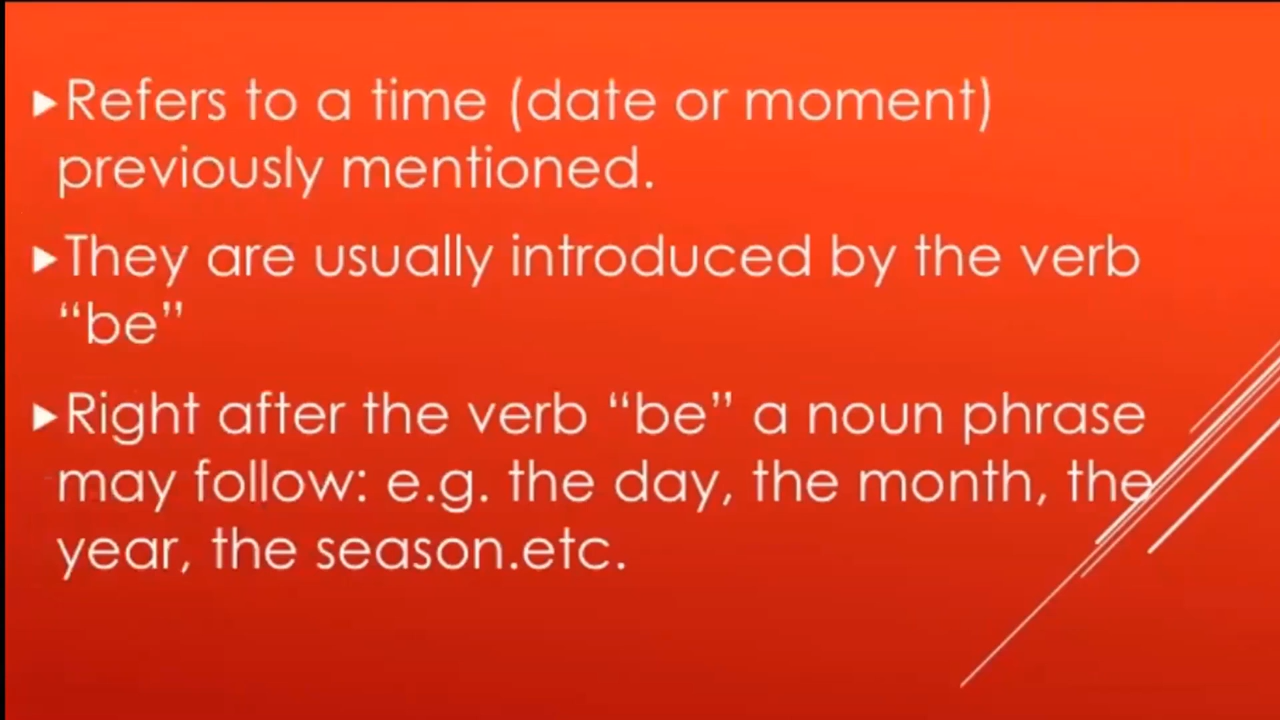 ▶Refers to a time (date or moment)
previously mentioned.
▶They are usually introduced by the verb
“be”
▶Right after the verb “be” a noun phrase
may follow: e.g. the day, the month, the
year, the season.etc.